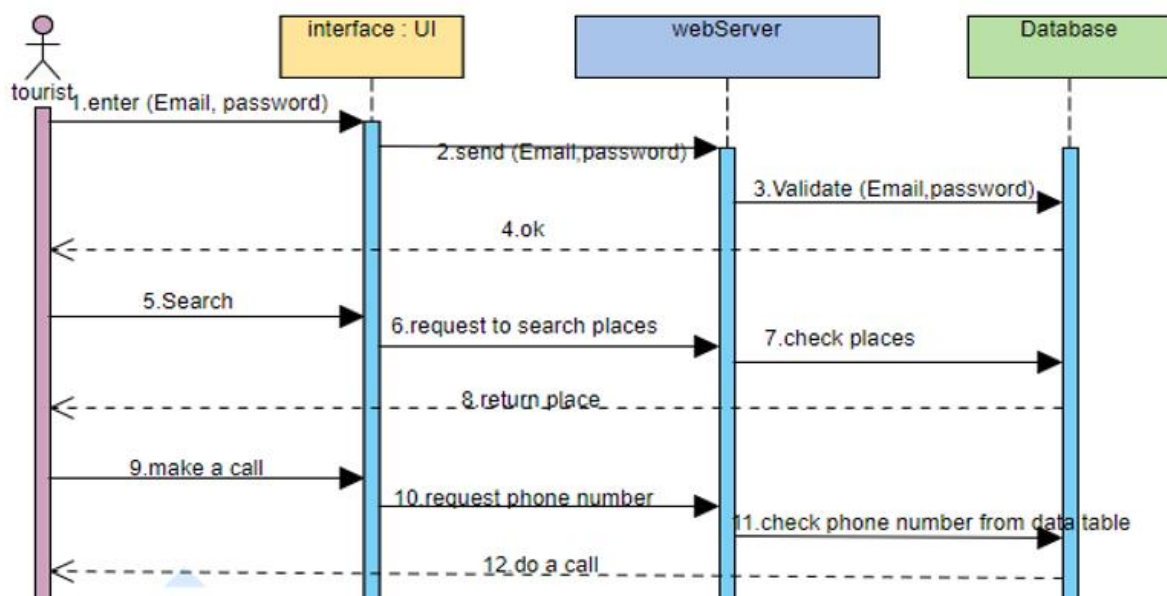 interface : UI
webServer
Database
tourist
1.enter (Email, password)
2.send (Email,password)
3.Validate (Email,password)
4.ok
5.Search
6.request to search places
7.check places
8.return place
9.make a call
10.request phone number
11.check phone number from data table
12.do a call